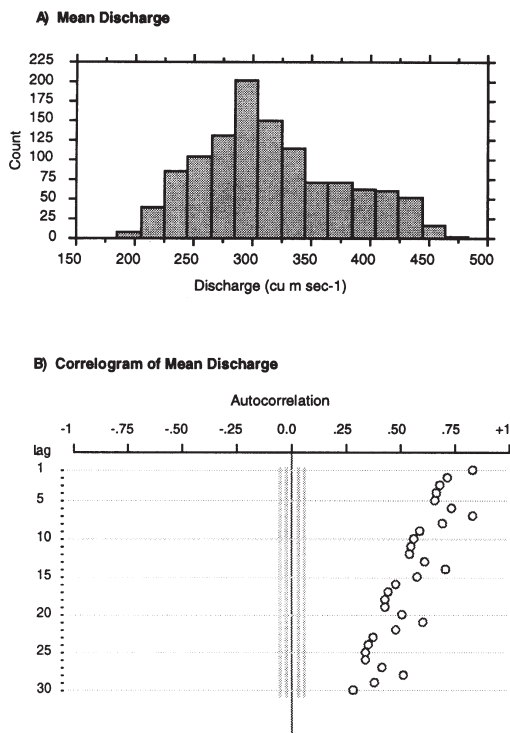 A) Mean Discharge
225
200
175
150
125
100
75
50
25
0
Count
150 200 250 300 350 400 450 500
Discharge (cu m sec-1)
B) Correlogram of Mean Discharge
Autocorrelation
-1 -.75 -.50 -.25 0.0 .25 .50 .75 +1
lag
1
5
10
15
20
25
30